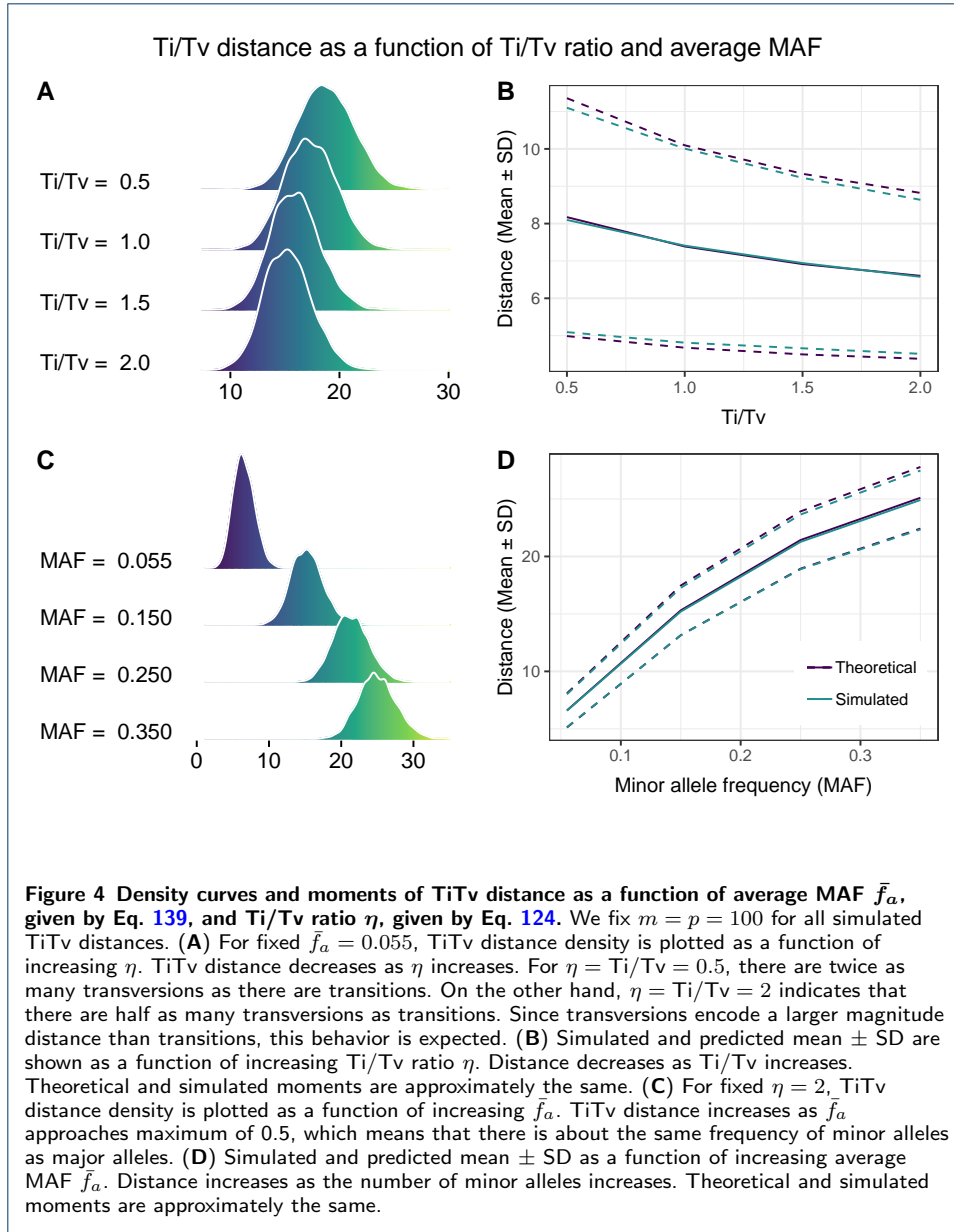 Ti/Tv distance as a function of Ti/Tv ratio and average MAF
A
Ti/Tv = 0.5
Ti/Tv = 1.0
Ti/Tv = 1.5
Ti/Tv = 2.0
10 20 30
B
Distance (Mean ± SD)
10
8
6
0.5 1.0 1.5 2.0
Ti/Tv
C
MAF = 0.055
MAF = 0.150
MAF = 0.250
MAF = 0.350
0 10 20 30
D
Distance (Mean ± SD)
20
10
Theoretical
Simulated
0.1 0.2 0.3
Minor allele frequency (MAF)
Figure 4 Density curves and moments of TiTv distance as a function of average MAF f̄ₐ,
given by Eq. 139, and Ti/Tv ratio η, given by Eq. 124. We fix m = p = 100 for all simulated
TiTv distances. (A) For fixed f̄ₐ = 0.055, TiTv distance density is plotted as a function of
increasing η. TiTv distance decreases as η increases. For η = Ti/Tv = 0.5, there are twice as
many transversions as there are transitions. On the other hand, η = Ti/Tv = 2 indicates that
there are half as many transversions as transitions. Since transversions encode a larger magnitude
distance than transitions, this behavior is expected. (B) Simulated and predicted mean ± SD are
shown as a function of increasing Ti/Tv ratio η. Distance decreases as Ti/Tv increases.
Theoretical and simulated moments are approximately the same. (C) For fixed η = 2, TiTv
distance density is plotted as a function of increasing f̄ₐ. TiTv distance increases as f̄ₐ
approaches maximum of 0.5, which means that there is about the same frequency of minor alleles
as major alleles. (D) Simulated and predicted mean ± SD as a function of increasing average
MAF f̄ₐ. Distance increases as the number of minor alleles increases. Theoretical and simulated
moments are approximately the same.